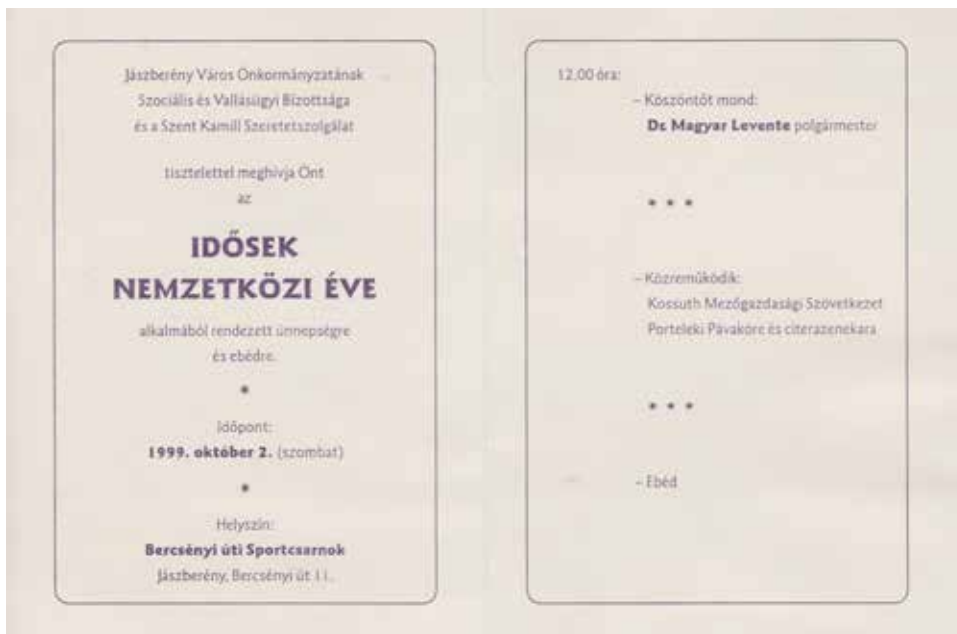 Jászberény Város Önkormányzatának
Szociális és Vallásügyi Bizottsága
és a Szent Kamill Szeretetszolgálat
tisztelettel meghívja Önt
az
IDŐSEK
NEMZETKÖZI ÉVE
alkalmából rendezett ünnepségre
és ebédre.
*
Időpont:
1999. október 2. (szombat)
*
Helyszín:
Bercsényi úti Sportcsarnok
Jászberény, Bercsényi út 11.
12.00 óra:
– Köszöntőt mond:
Dr. Magyar Levente polgármester
* * *
– Közreműködik:
Kossuth Mezőgazdasági Szövetkezet
Porteleki Pávaköre és citerazenekara
* * *
– Ebéd